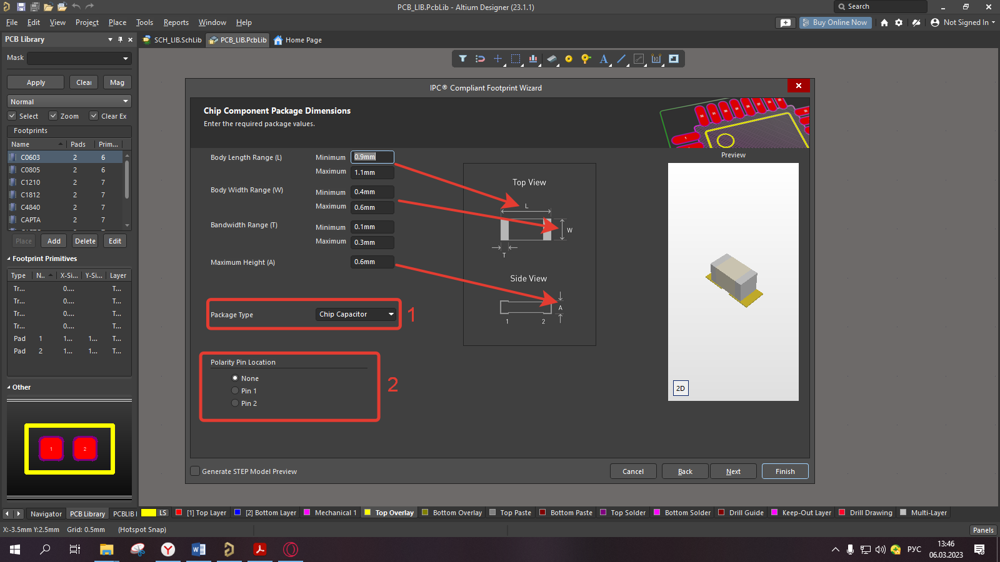 PCB_LIB.PcbLib - Altium Designer (23.1.1)
Search
File Edit View Project Place Tools Reports Window Help
Buy Online Now
Not Signed In
PCB Library
SCH_LIB.SchLib
PCB_LIB.PcbLib
Home Page
Mask
Apply
Clear
Mag
Normal
Select
Zoom
Clear Ex
Footprints
Name Pads Prim...
C0603 2 6
C0805 2 6
C1210 2 7
C1812 2 7
C4840 2 7
CAPTA 2 7
Place
Add
Delete
Edit
Footprint Primitives
Type N.. X-Si... Y-Si... Layer
Tr... 0.... T...
Tr... 0.... T...
Tr... 0.... T...
Tr... 0.... T...
Pad 1 1... 1... T...
Pad 2 1... 1... T...
Other
1 2
IPC® Compliant Footprint Wizard
Chip Component Package Dimensions
Enter the required package values.
Body Length Range (L) Minimum 0.9mm
Maximum 1.1mm
Body Width Range (W) Minimum 0.4mm
Maximum 0.6mm
Bandwidth Range (T) Minimum 0.1mm
Maximum 0.3mm
Maximum Height (A) 0.6mm
Package Type Chip Capacitor 1
Polarity Pin Location
None
Pin 1
Pin 2
2
Top View
L
W
T
Side View
A
1 2
Preview
2D
Generate STEP Model Preview
Cancel
Back
Next
Finish
Navigator
PCB Library
PCBLIB
LS
[1] Top Layer
[2] Bottom Layer
Mechanical 1
Top Overlay
Bottom Overlay
Top Paste
Bottom Paste
Top Solder
Bottom Solder
Drill Guide
Keep-Out Layer
Drill Drawing
Multi-Layer
X:-3.5mm Y:2.5mm Grid: 0.5mm (Hotspot Snap)
Panels
РУС
13:46
06.03.2023